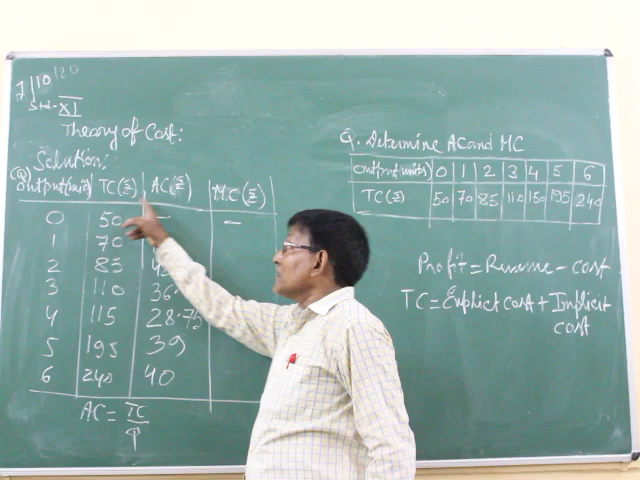 7/10/20
Std-XI
Theory of Cost:
Solution:
(Q) output(units) TC(₹) AC(₹) M.C(₹)
0 50 — —
1 70
2 85
3 110 36.
4 115 28.75
5 195 39
6 240 40
AC = TC/Q
Q. Determine AC and MC
output(units) 0 1 2 3 4 5 6
TC(₹) 50 70 85 110 150 195 240
Profit = Revenue - cost
TC = Explicit cost + Implicit
cost